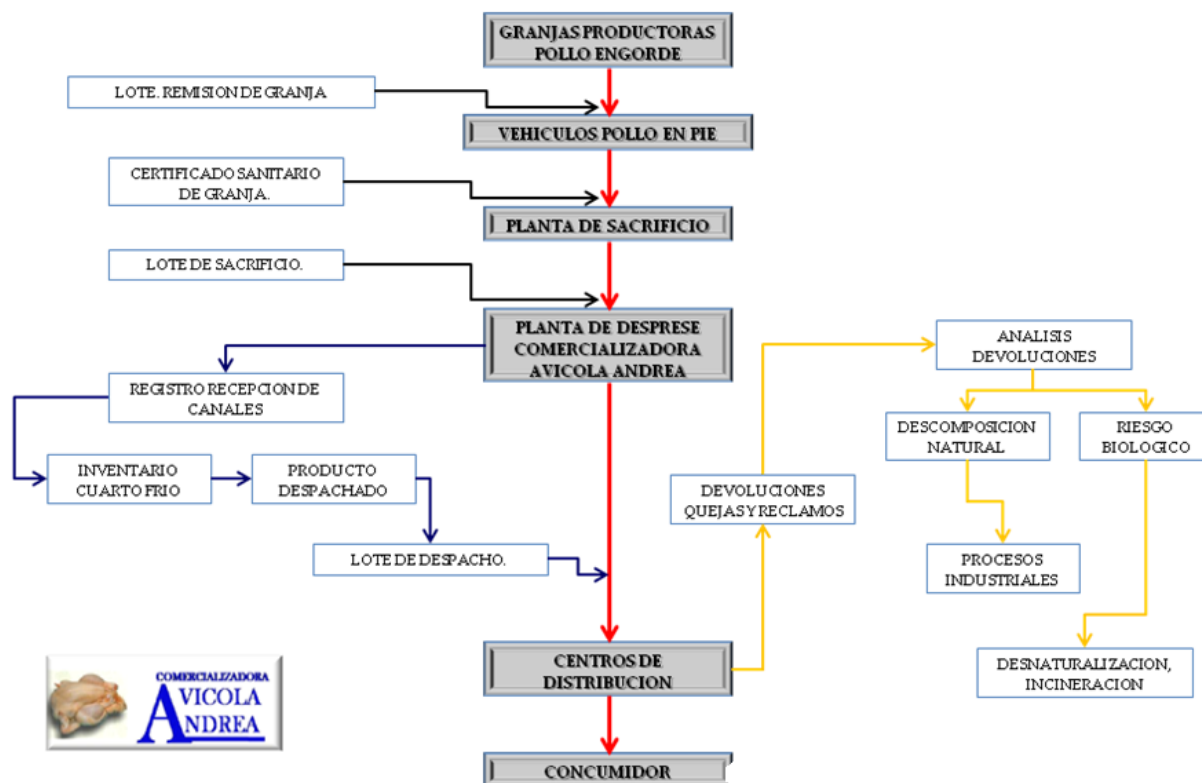 GRANJAS PRODUCTORAS
POLLO ENGORDE
LOTE. REMISION DE GRANJA
VEHICULOS POLLO EN PIE
CERTIFICADO SANITARIO
DE GRANJA.
PLANTA DE SACRIFICIO
LOTE DE SACRIFICIO.
PLANTA DE DESPRESE
COMERCIALIZADORA
AVICOLA ANDREA
REGISTRO RECEPCION DE
CANALES
INVENTARIO
CUARTO FRIO
PRODUCTO
DESPACHADO
LOTE DE DESPACHO.
ANALISIS
DEVOLUCIONES
DESCOMPOSICION
NATURAL
RIESGO
BIOLOGICO
DEVOLUCIONES
QUEJAS Y RECLAMOS
PROCESOS
INDUSTRIALES
DESNATURALIZACION,
INCINERACION
CENTROS DE
DISTRIBUCION
CONCUMIDOR
COMERCIALIZADORA
AVICOLA
ANDREA